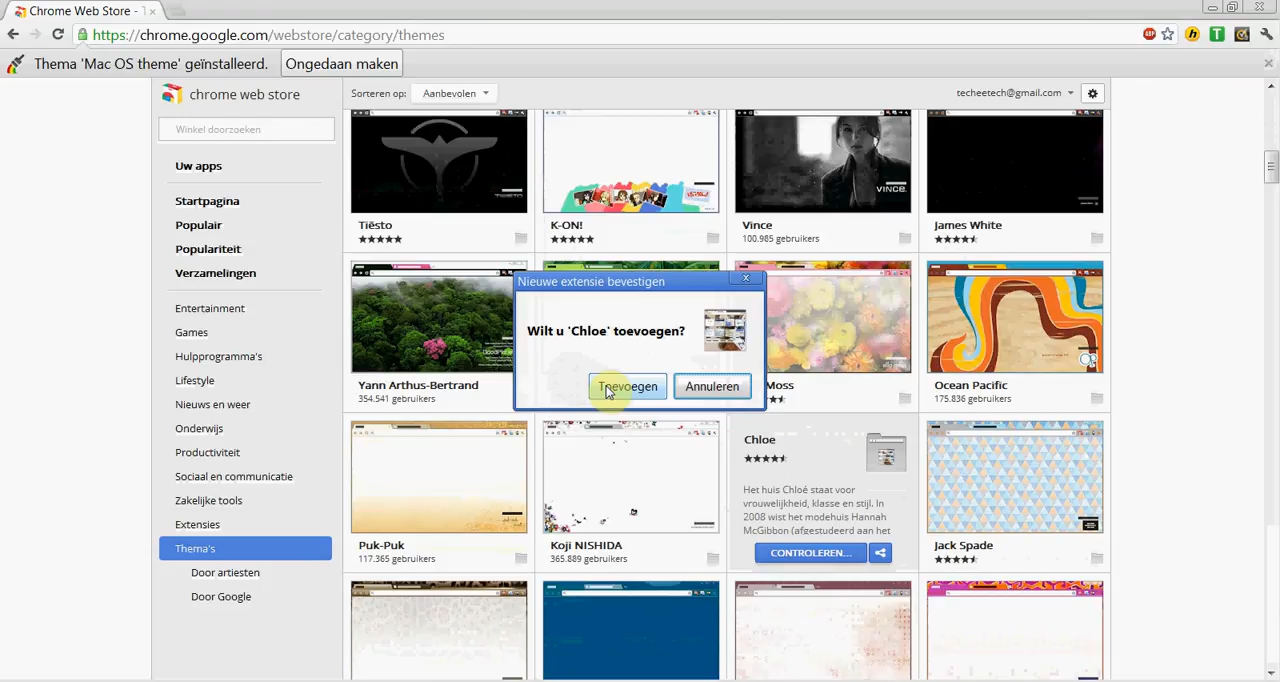 Chrome Web Store - T
https://chrome.google.com/webstore/category/themes
Thema 'Mac OS theme' geïnstalleerd.
Ongedaan maken
chrome web store
Sorteren op:
Aanbevolen
techeetech@gmail.com
Winkel doorzoeken
Uw apps
Startpagina
Populair
Populariteit
Verzamelingen
Entertainment
Games
Hulpprogramma's
Lifestyle
Nieuws en weer
Onderwijs
Productiviteit
Sociaal en communicatie
Zakelijke tools
Extensies
Thema's
Door artiesten
Door Google
Tiësto
K-ON!
VINCE.
Vince
100.985 gebruikers
James White
Nieuwe extensie bevestigen
Wilt u 'Chloe' toevoegen?
Toevoegen
Annuleren
Yann Arthus-Bertrand
354.541 gebruikers
Moss
Ocean Pacific
175.836 gebruikers
Puk-Puk
117.365 gebruikers
Koji NISHIDA
365.889 gebruikers
Chloe
Het huis Chloé staat voor
vrouwelijkheid, klasse en stijl. In
2008 wist het modehuis Hannah
McGibbon (afgestudeerd aan het
CONTROLEREN...
Jack Spade